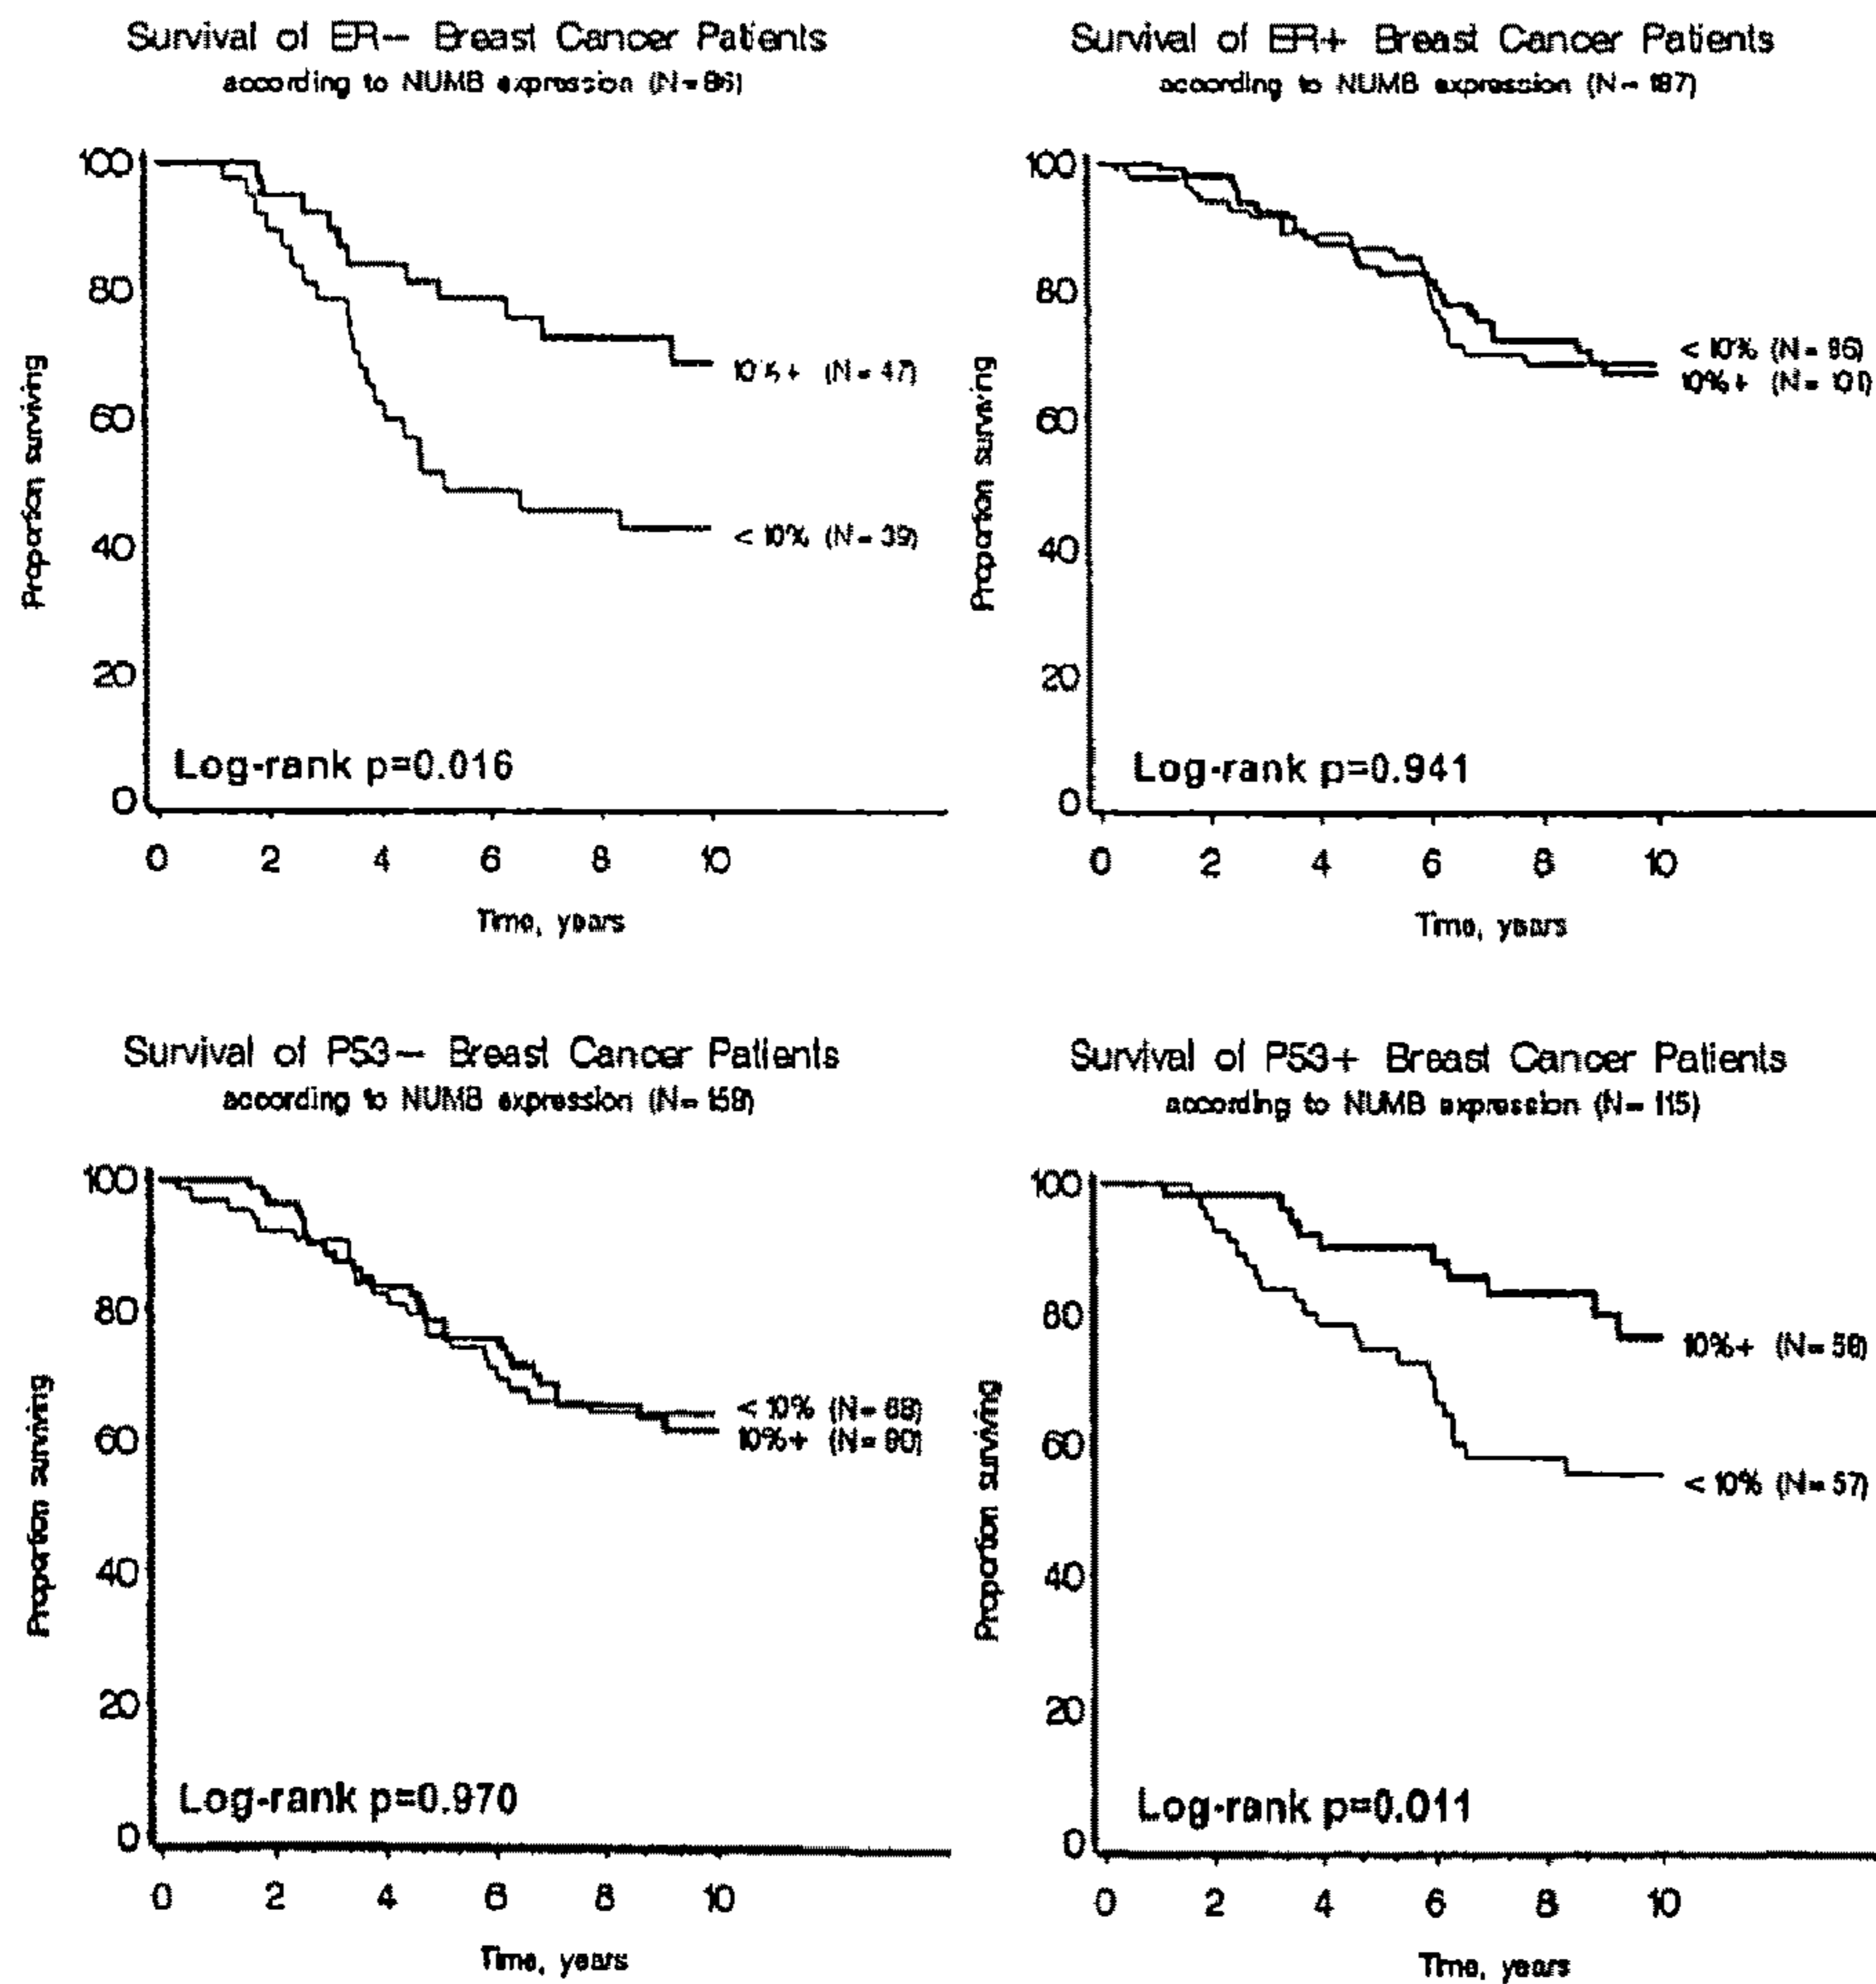 Survival of ER– Breast Cancer Patients
according to NUMB expression (N= 86)
Proportion surviving
100
80
60
40
20
0
10%+ (N= 47)
< 10% (N= 39)
Log-rank p=0.016
0 2 4 6 8 10
Time, years
Survival of ER+ Breast Cancer Patients
according to NUMB expression (N= 187)
Proportion surviving
100
80
60
40
20
0
< 10% (N= 86)
10%+ (N= 101)
Log-rank p=0.941
0 2 4 6 8 10
Time, years
Survival of P53– Breast Cancer Patients
according to NUMB expression (N= 158)
Proportion surviving
100
80
60
40
20
0
< 10% (N= 68)
10%+ (N= 90)
Log-rank p=0.970
0 2 4 6 8 10
Time, years
Survival of P53+ Breast Cancer Patients
according to NUMB expression (N= 115)
Proportion surviving
100
80
60
40
20
0
10%+ (N= 58)
< 10% (N= 57)
Log-rank p=0.011
0 2 4 6 8 10
Time, years